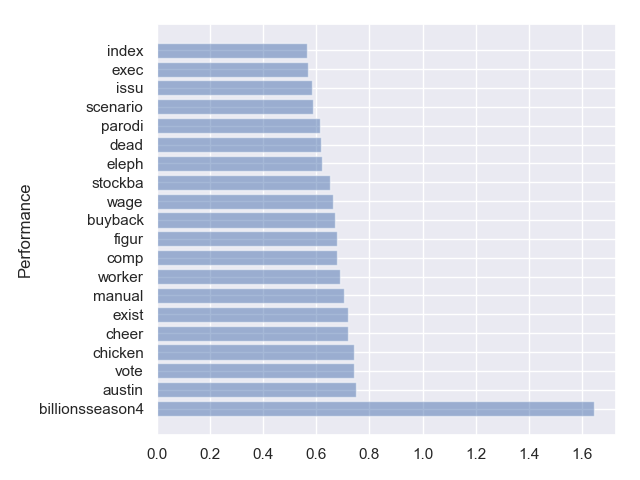 index
exec
issu
scenario
parodi
dead
eleph
stockba
wage
buyback
figur
comp
worker
manual
exist
cheer
chicken
vote
austin
billionsseason4
Performance
0.0 0.2 0.4 0.6 0.8 1.0 1.2 1.4 1.6